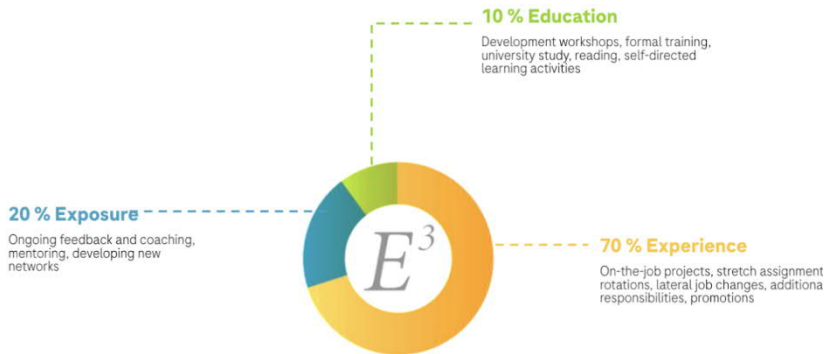 10 % Education
Development workshops, formal training,
university study, reading, self-directed
learning activities
20 % Exposure
Ongoing feedback and coaching,
mentoring, developing new
networks
E³
70 % Experience
On-the-job projects, stretch assignment
rotations, lateral job changes, additiona
responsibilities, promotions